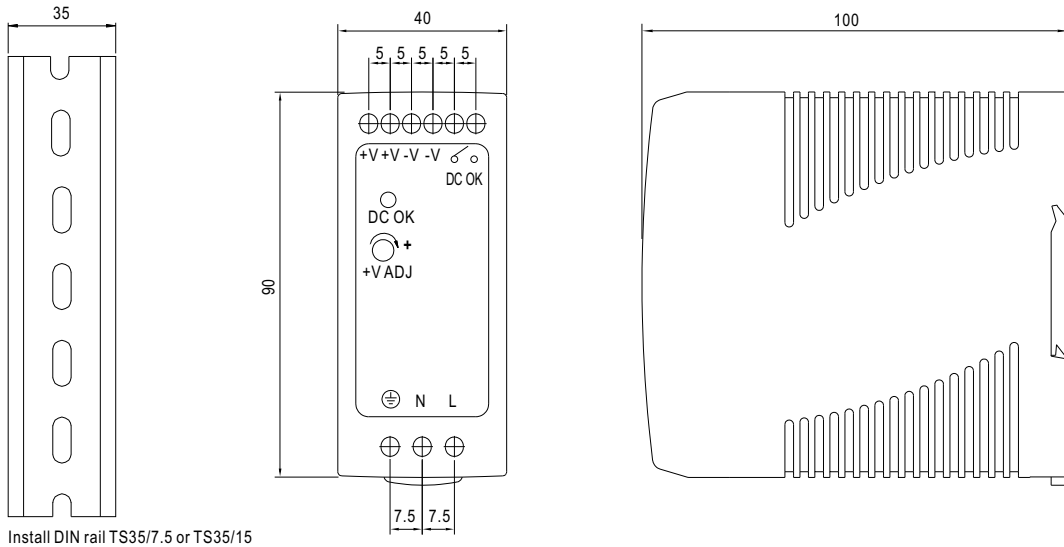 35
40
100
5 5 5 5 5
+V +V -V -V
DC OK
DC OK
+
+V ADJ
90
N L
7.5 7.5
Install DIN rail TS35/7.5 or TS35/15